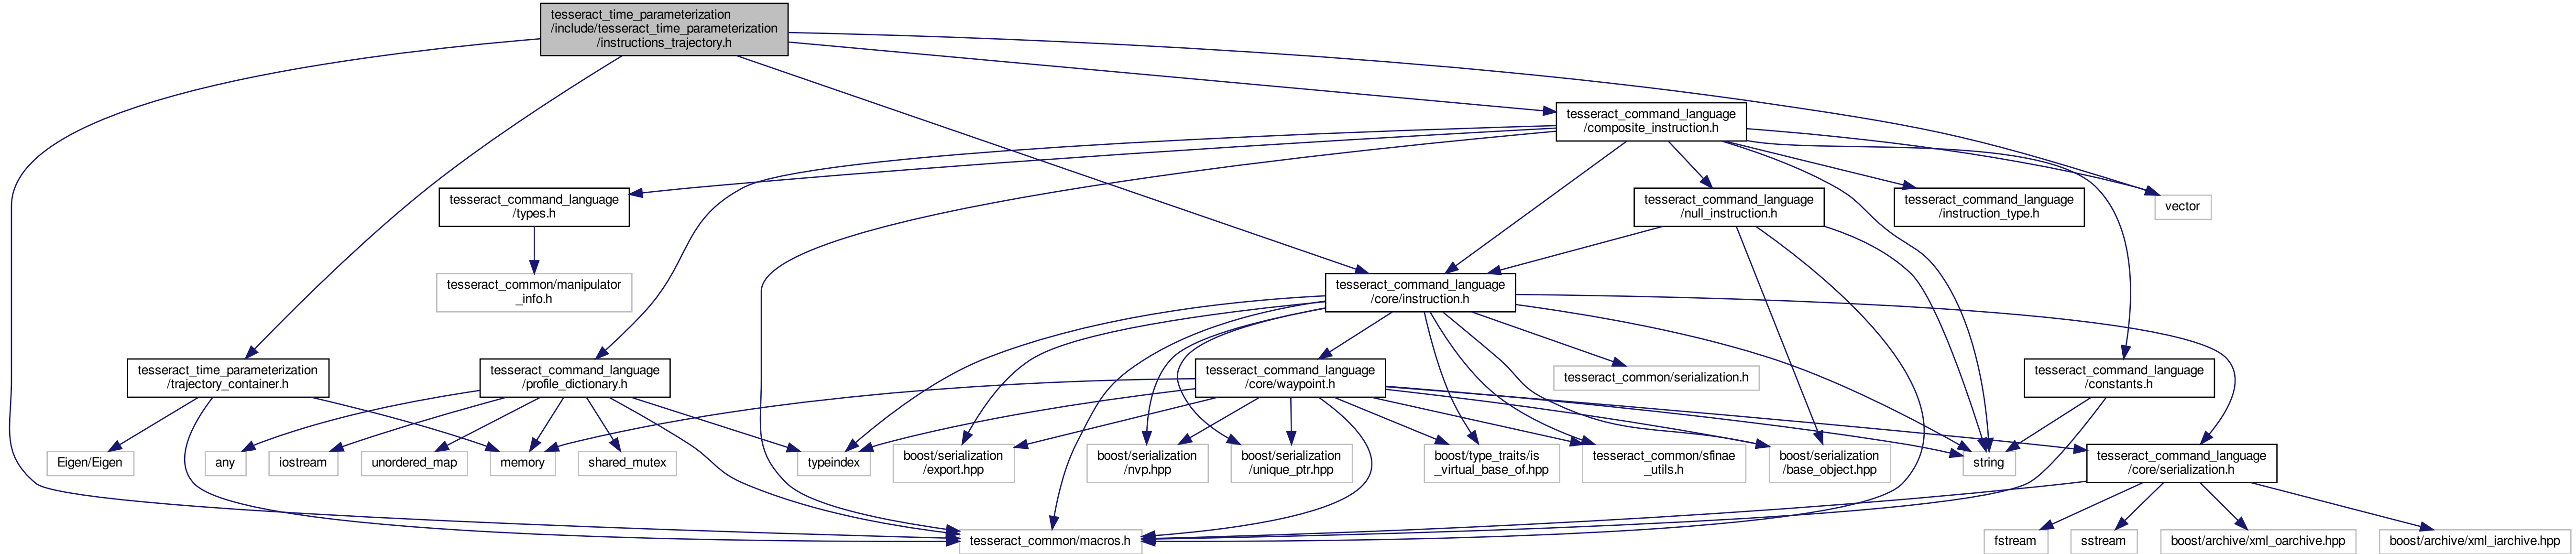 tesseract_time_parameterization
/include/tesseract_time_parameterization
/instructions_trajectory.h
tesseract_command_language
/composite_instruction.h
tesseract_command_language
/types.h
tesseract_command_language
/null_instruction.h
tesseract_command_language
/instruction_type.h
vector
tesseract_common/manipulator
_info.h
tesseract_command_language
/core/instruction.h
tesseract_time_parameterization
/trajectory_container.h
tesseract_command_language
/profile_dictionary.h
tesseract_command_language
/core/waypoint.h
tesseract_common/serialization.h
tesseract_command_language
/constants.h
Eigen/Eigen
any
iostream
unordered_map
memory
shared_mutex
typeindex
boost/serialization
/export.hpp
boost/serialization
/nvp.hpp
boost/serialization
/unique_ptr.hpp
boost/type_traits/is
_virtual_base_of.hpp
tesseract_common/sfinae
_utils.h
boost/serialization
/base_object.hpp
string
tesseract_command_language
/core/serialization.h
tesseract_common/macros.h
fstream
sstream
boost/archive/xml_oarchive.hpp
boost/archive/xml_iarchive.hpp